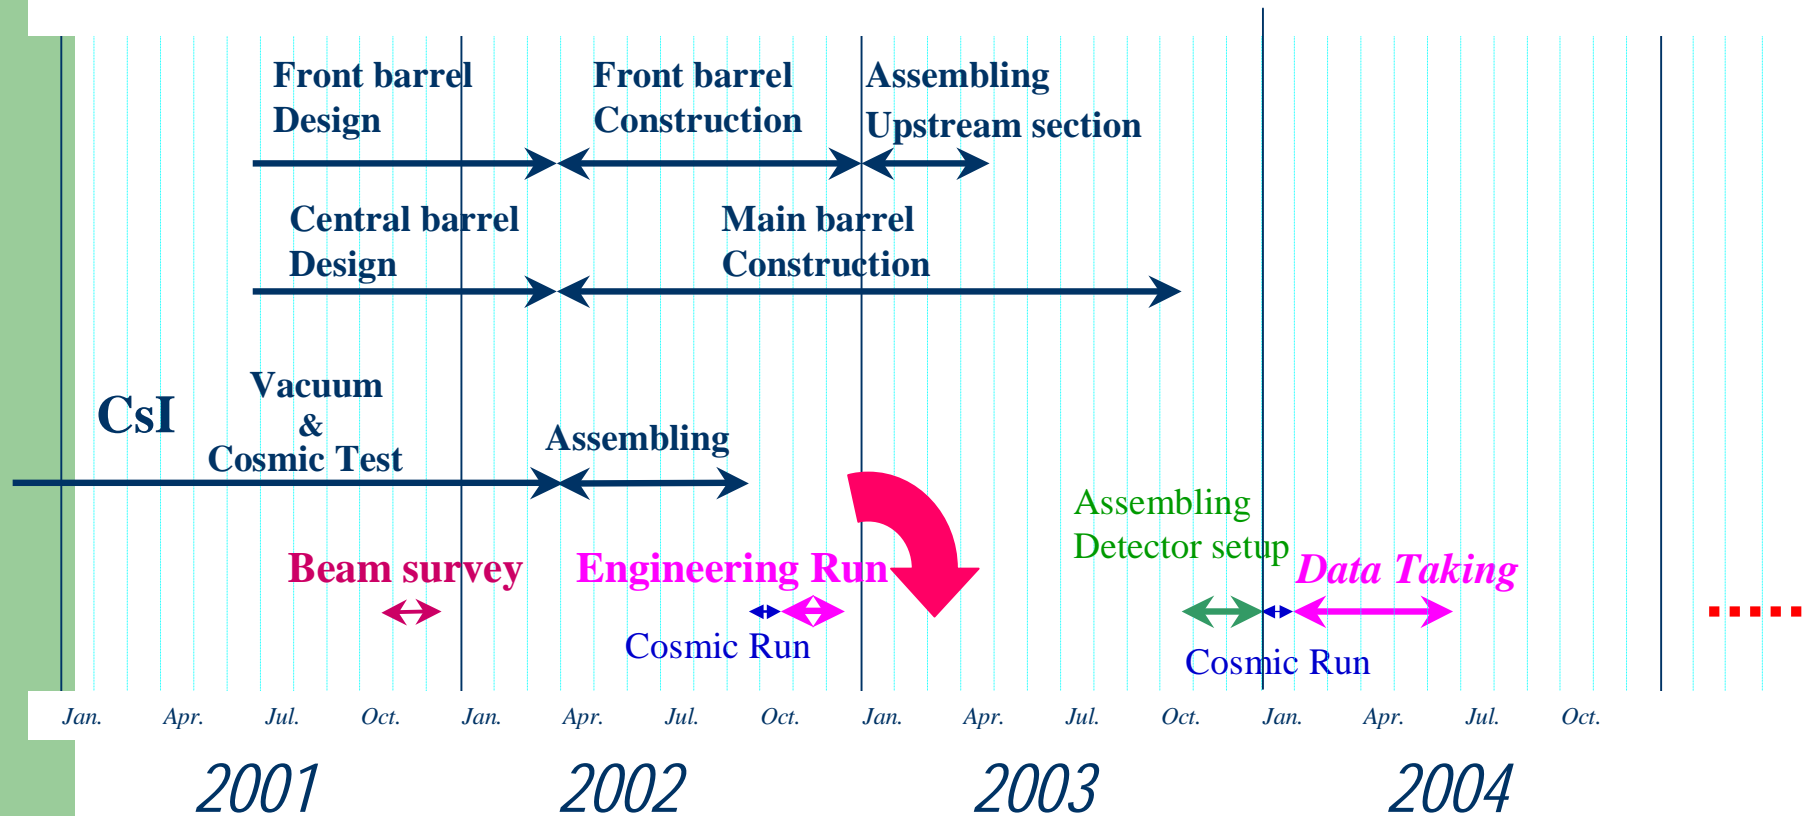 Front barrel
Design
Front barrel
Construction
Assembling
Upstream section
Central barrel
Design
Main barrel
Construction
CsI
Vacuum
&
Cosmic Test
Assembling
Assembling
Detector setup
Beam survey
Engineering Run
Data Taking
Cosmic Run
Cosmic Run
Jan. Apr. Jul. Oct. Jan. Apr. Jul. Oct. Jan. Apr. Jul. Oct. Jan. Apr. Jul. Oct.
2001 2002 2003 2004